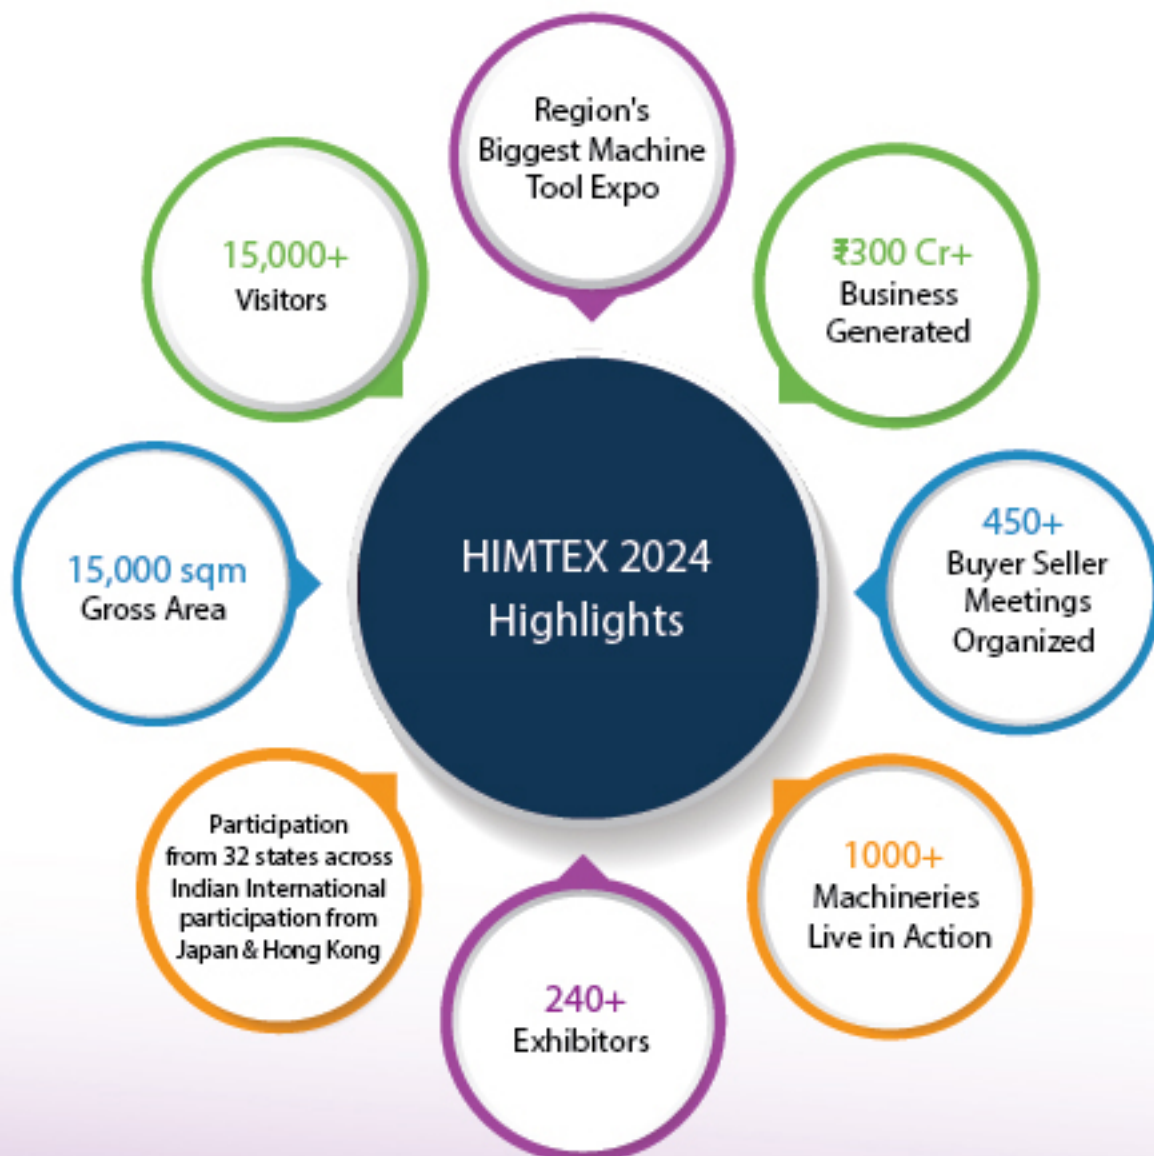 Region's
Biggest Machine
Tool Expo
15,000+
Visitors
₹300 Cr+
Business
Generated
15,000 sqm
Gross Area
HIMTEX 2024
Highlights
450+
Buyer Seller
Meetings
Organized
Participation
from 32 states across
Indian International
participation from
Japan & Hong Kong
1000+
Machineries
Live in Action
240+
Exhibitors